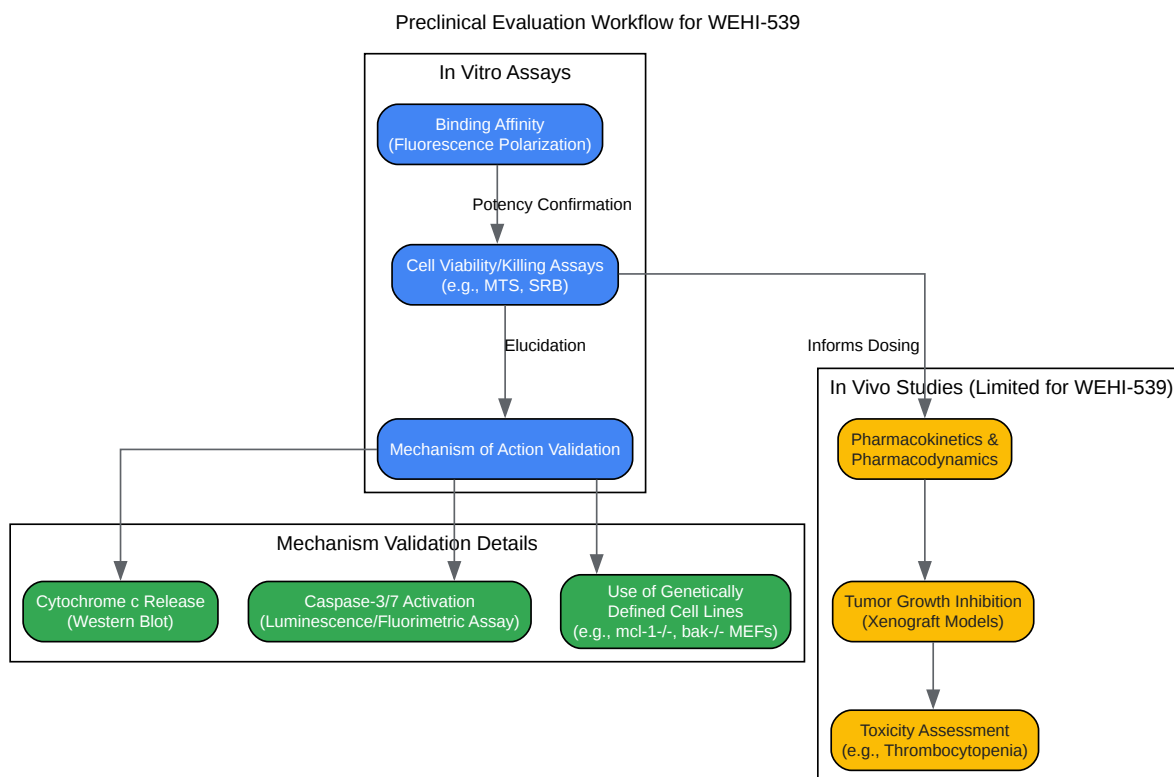 Preclinical Evaluation Workflow for WEHI-539
In Vitro Assays
Binding Affinity
(Fluorescence Polarization)
Potency Confirmation
Cell Viability/Killing Assays
(e.g., MTS, SRB)
Elucidation
Informs Dosing
Mechanism of Action Validation
In Vivo Studies (Limited for WEHI-539)
Pharmacokinetics &
Pharmacodynamics
Mechanism Validation Details
Cytochrome c Release
(Western Blot)
Caspase-3/7 Activation
(Luminescence/Fluorimetric Assay)
Use of Genetically
Defined Cell Lines
(e.g., mcl-1-/-, bak-/- MEFs)
Tumor Growth Inhibition
(Xenograft Models)
Toxicity Assessment
(e.g., Thrombocytopenia)